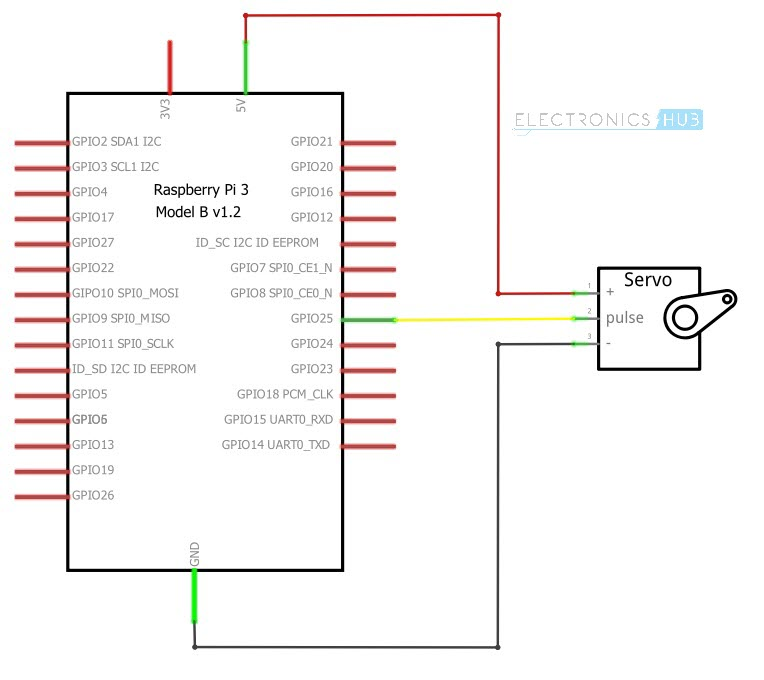 ELECTRONICS HUB
3V3
5V
GPIO2 SDA1 I2C
GPIO3 SCL1 I2C
GPIO4
GPIO17
GPIO27
GPIO22
GIPO10 SPI0_MOSI
GPIO9 SPI0_MISO
GPIO11 SPI0_SCLK
ID_SD I2C ID EEPROM
GPIO5
GPIO6
GPIO13
GPIO19
GPIO26
Raspberry Pi 3
Model B v1.2
GPIO21
GPIO20
GPIO16
GPIO12
ID_SC I2C ID EEPROM
GPIO7 SPI0_CE1_N
GPIO8 SPI0_CE0_N
GPIO25
GPIO24
GPIO23
GPIO18 PCM_CLK
GPIO15 UART0_RXD
GPIO14 UART0_TXD
GND
Servo
1 +
2 pulse
3 -